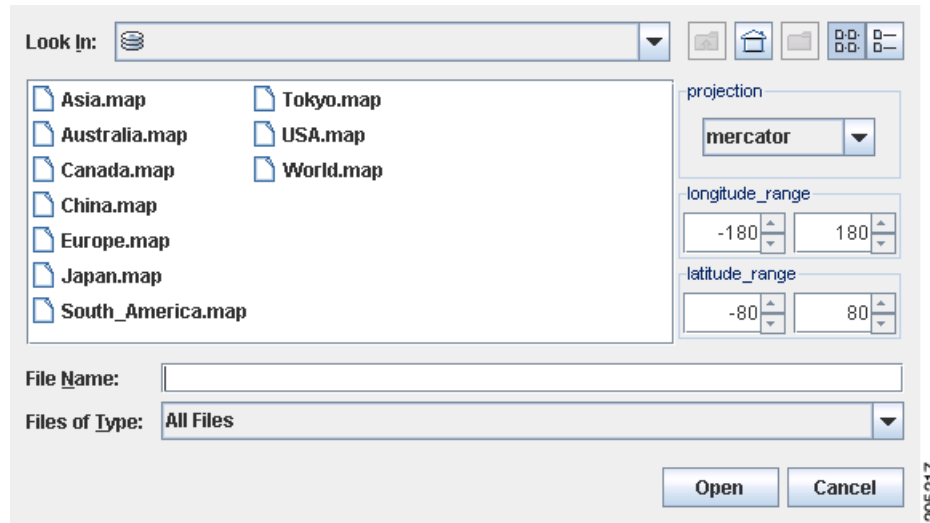 Look In:
Asia.map
Australia.map
Canada.map
China.map
Europe.map
Japan.map
South_America.map
Tokyo.map
USA.map
World.map
projection
mercator
longitude_range
-180 180
latitude_range
-80 80
File Name:
Files of Type: All Files
Open Cancel